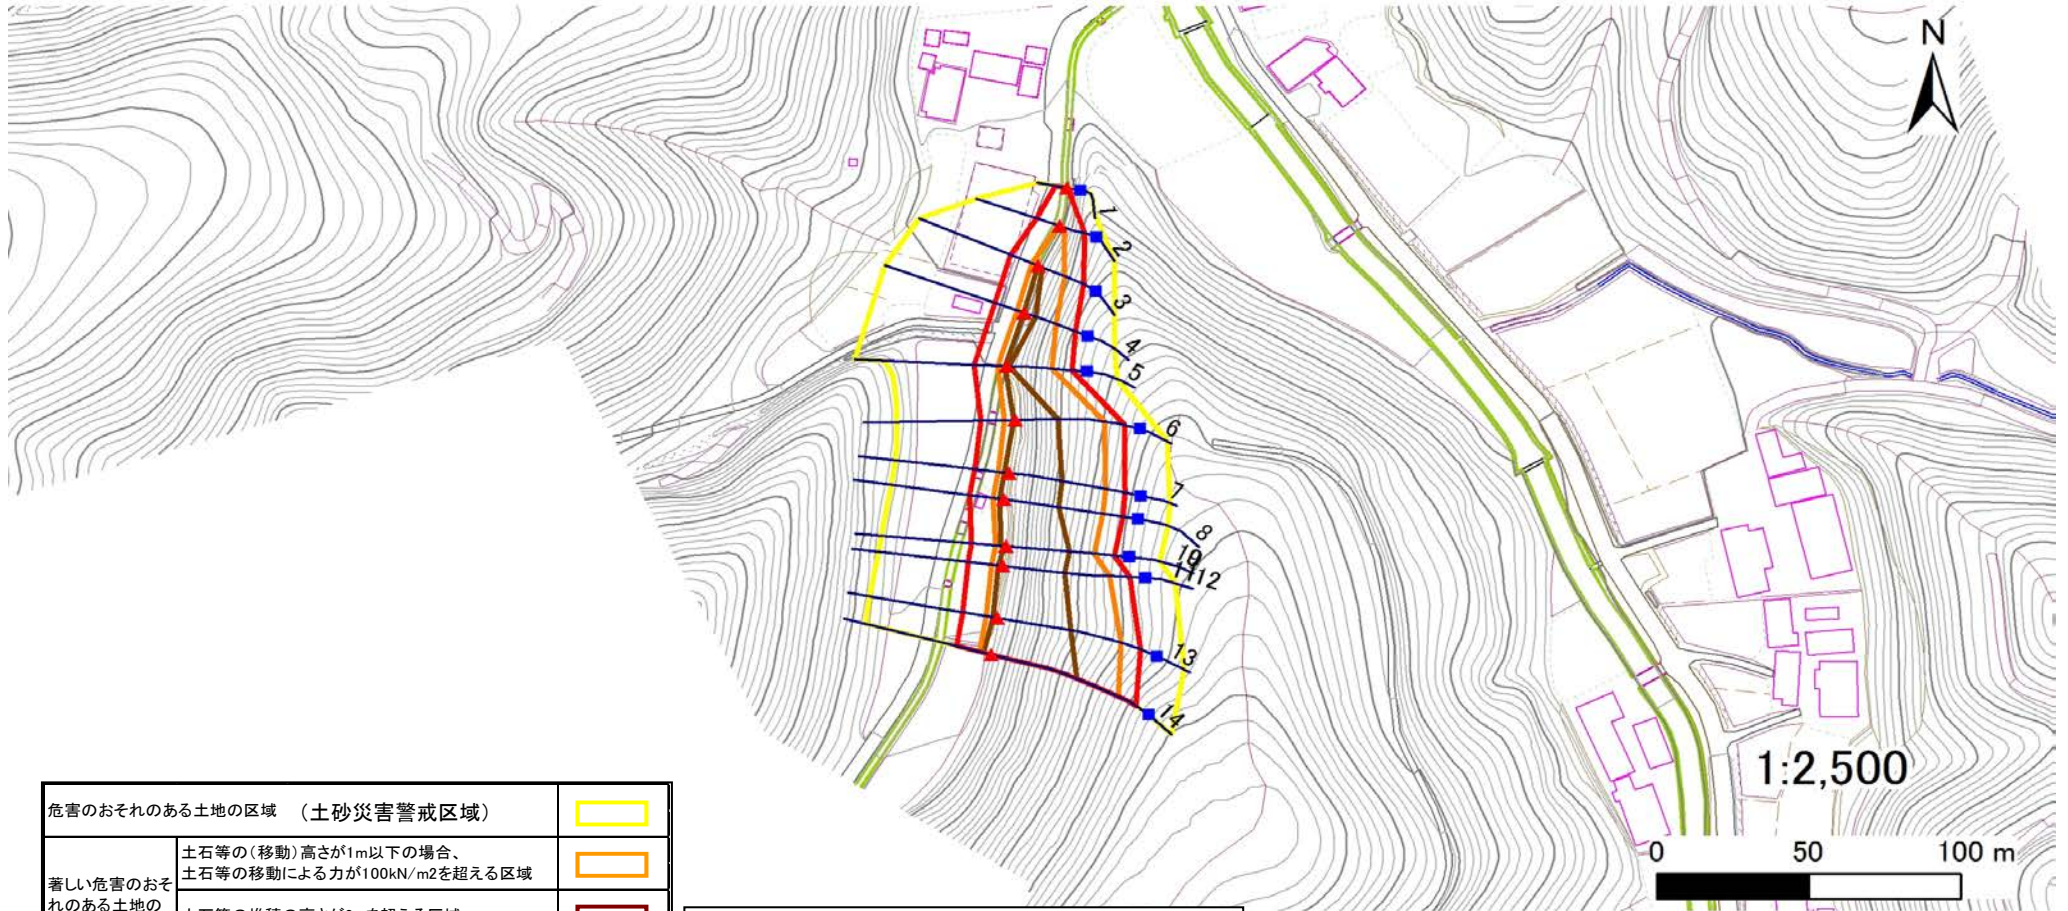 N
1
2
3
4
5
6
7
8
10
12
13
14
1:2,500
0 50 100 m
危害のおそれのある土地の区域 (土砂災害警戒区域)
土石等の(移動)高さが1m以下の場合、
土石等の移動による力が100kN/m2を超える区域
著しい危害のおそ
れのある土地の